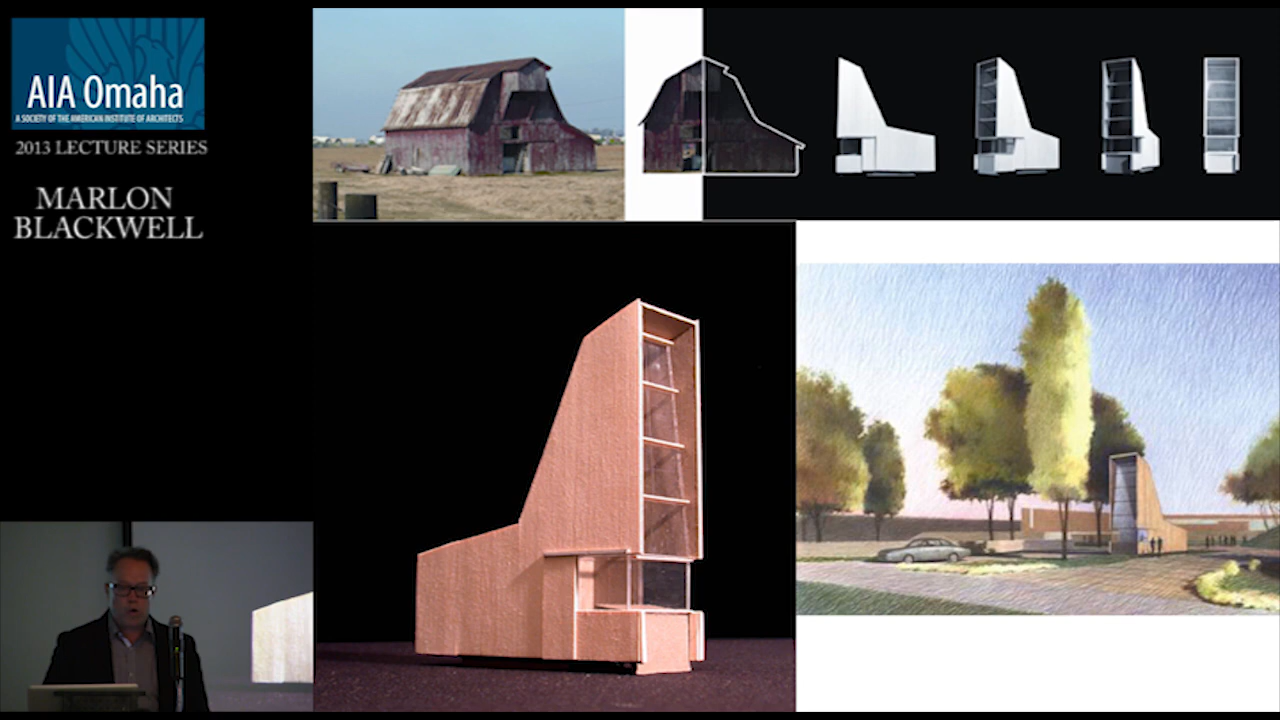 AIA Omaha
A SOCIETY OF THE AMERICAN INSTITUTE OF ARCHITECTS
2013 LECTURE SERIES
MARLON
BLACKWELL